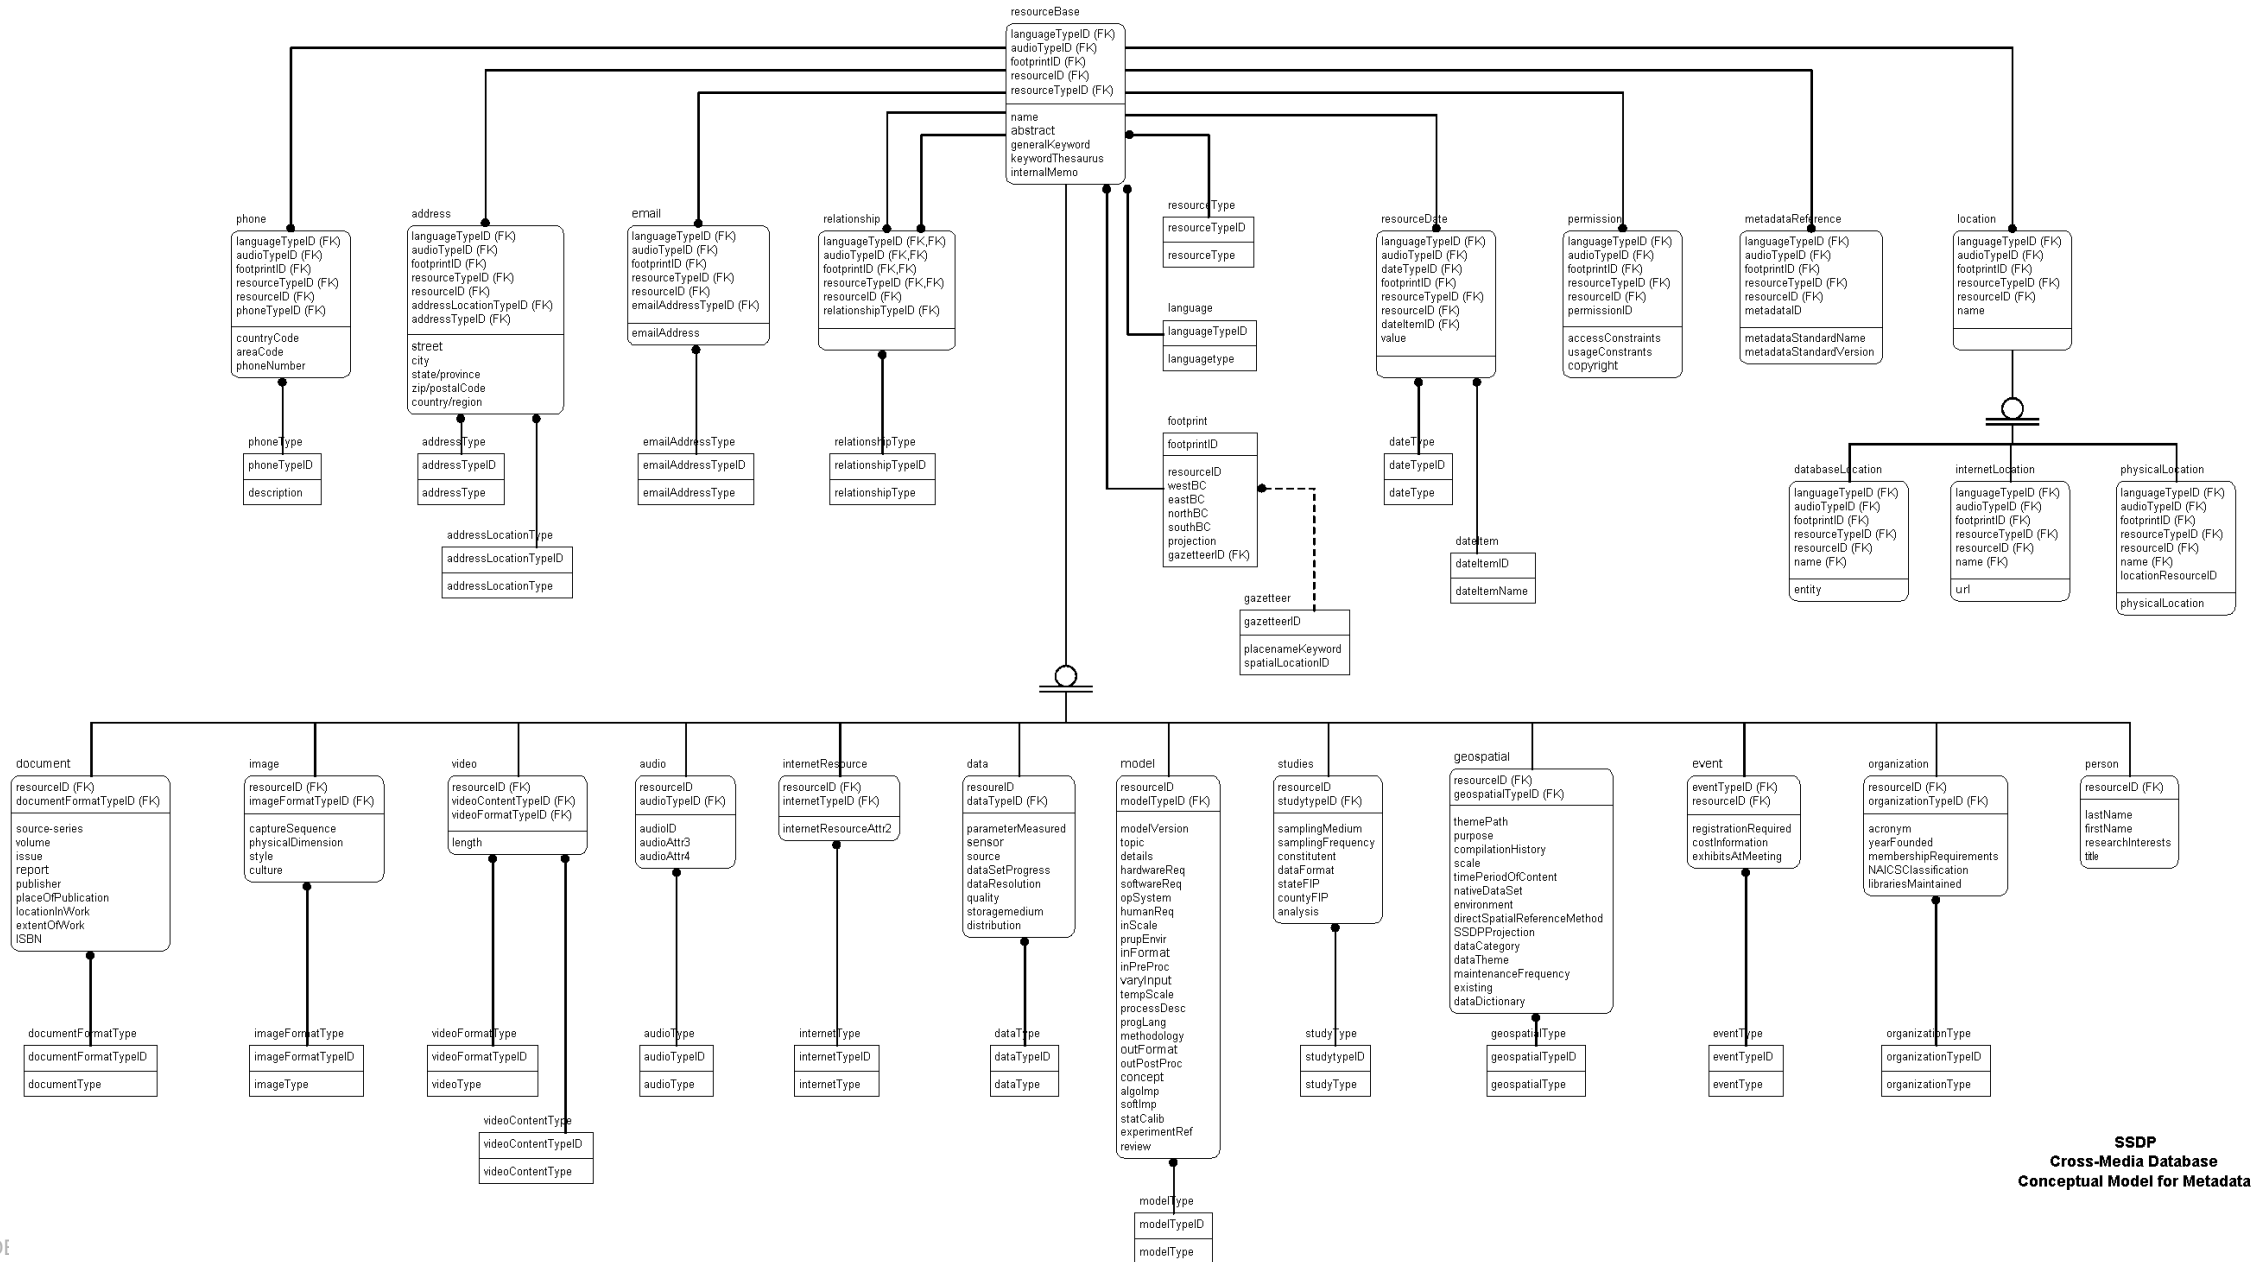 resourceBase
languageTypeID (FK)
audioTypeID (FK)
footprintID (FK)
resourceID (FK)
resourceTypeID (FK)
name
abstract
generalKeyword
keywordThesaurus
internalMemo
phone
languageTypeID (FK)
audioTypeID (FK)
footprintID (FK)
resourceTypeID (FK)
resourceID (FK)
phoneTypeID (FK)
countryCode
areaCode
phoneNumber
address
languageTypeID (FK)
audioTypeID (FK)
footprintID (FK)
resourceTypeID (FK)
resourceID (FK)
addressLocationTypeID (FK)
addressTypeID (FK)
street
city
state/province
zip/postalCode
country/region
email
languageTypeID (FK)
audioTypeID (FK)
footprintID (FK)
resourceTypeID (FK)
resourceID (FK)
emailAddressTypeID (FK)
emailAddress
relationship
languageTypeID (FK,FK)
audioTypeID (FK,FK)
footprintID (FK,FK)
resourceTypeID (FK,FK)
resourceID (FK)
relationshipTypeID (FK)
resourceType
resourceTypeID
resourceType
language
languageTypeID
languagetype
resourceDate
languageTypeID (FK)
audioTypeID (FK)
dateTypeID (FK)
footprintID (FK)
resourceTypeID (FK)
resourceID (FK)
dateItemID (FK)
value
permission
languageTypeID (FK)
audioTypeID (FK)
footprintID (FK)
resourceTypeID (FK)
resourceID (FK)
permissionID
accessConstraints
usageConstrants
copyright
metadataReference
languageTypeID (FK)
audioTypeID (FK)
footprintID (FK)
resourceTypeID (FK)
resourceID (FK)
metadataID
metadataStandardName
metadataStandardVersion
location
languageTypeID (FK)
audioTypeID (FK)
footprintID (FK)
resourceTypeID (FK)
resourceID (FK)
name
phoneType
phoneTypeID
description
addressType
addressTypeID
addressType
addressLocationType
addressLocationTypeID
addressLocationType
emailAddressType
emailAddressTypeID
emailAddressType
relationshipType
relationshipTypeID
relationshipType
footprint
footprintID
resourceID
westBC
eastBC
northBC
southBC
projection
gazetteerID (FK)
gazetteer
gazetteerID
placenameKeyword
spatialLocationID
dateType
dateTypeID
dateType
dateItem
dateItemID
dateItemName
databaseLocation
languageTypeID (FK)
audioTypeID (FK)
footprintID (FK)
resourceTypeID (FK)
resourceID (FK)
name (FK)
entity
internetLocation
languageTypeID (FK)
audioTypeID (FK)
footprintID (FK)
resourceTypeID (FK)
resourceID (FK)
name (FK)
url
physicalLocation
languageTypeID (FK)
audioTypeID (FK)
footprintID (FK)
resourceTypeID (FK)
resourceID (FK)
name (FK)
locationResourceID
physicalLocation
document
resourceID (FK)
documentFormatTypeID (FK)
source-series
volume
issue
report
publisher
placeOfPublication
locationInWork
extentOfWork
ISBN
image
resourceID (FK)
imageFormatTypeID (FK)
captureSequence
physicalDimension
style
culture
video
resourceID (FK)
videoContentTypeID (FK)
videoFormatTypeID (FK)
length
audio
resourceID
audioTypeID (FK)
audioID
audioAttr3
audioAttr4
internetResource
resourceID (FK)
internetTypeID (FK)
internetResourceAttr2
data
resoureID
dataTypeID (FK)
parameterMeasured
sensor
source
dataSetProgress
dataResolution
quality
storagemedium
distribution
model
resourceID
modelTypeID (FK)
modelVersion
topic
details
hardwareReq
softwareReq
opSystem
humanReq
inScale
prupEnvir
inFormat
inPreProc
varyInput
tempScale
processDesc
progLang
methodology
outFormat
outPostProc
concept
algoImp
softImp
statCalib
experimentRef
review
studies
resourceID
studytypeID (FK)
samplingMedium
samplingFrequency
constitutent
dataFormat
stateFIP
countyFIP
analysis
geospatial
resourceID (FK)
geospatialTypeID (FK)
themePath
purpose
compilationHistory
scale
timePeriodOfContent
nativeDataSet
environment
directSpatialReferenceMethod
SSDPProjection
dataCategory
dataTheme
maintenanceFrequency
existing
dataDictionary
event
eventTypeID (FK)
resourceID (FK)
registrationRequired
costInformation
exhibitsAtMeeting
organization
resourceID (FK)
organizationTypeID (FK)
acronym
yearFounded
membershipRequirements
NAICSClassification
librariesMaintained
person
resourceID (FK)
lastName
firstName
researchInterests
title
documentFormatType
documentFormatTypeID
documentType
imageFormatType
imageFormatTypeID
imageType
videoFormatType
videoFormatTypeID
videoType
videoContentType
videoContentTypeID
videoContentType
audioType
audioTypeID
audioType
internetType
internetTypeID
internetType
dataType
dataTypeID
dataType
modelType
modelTypeID
modelType
studyType
studytypeID
studyType
geospatialType
geospatialTypeID
geospatialType
eventType
eventTypeID
eventType
organizationType
organizationTypeID
organizationType
SSDP
Cross-Media Database
Conceptual Model for Metadata